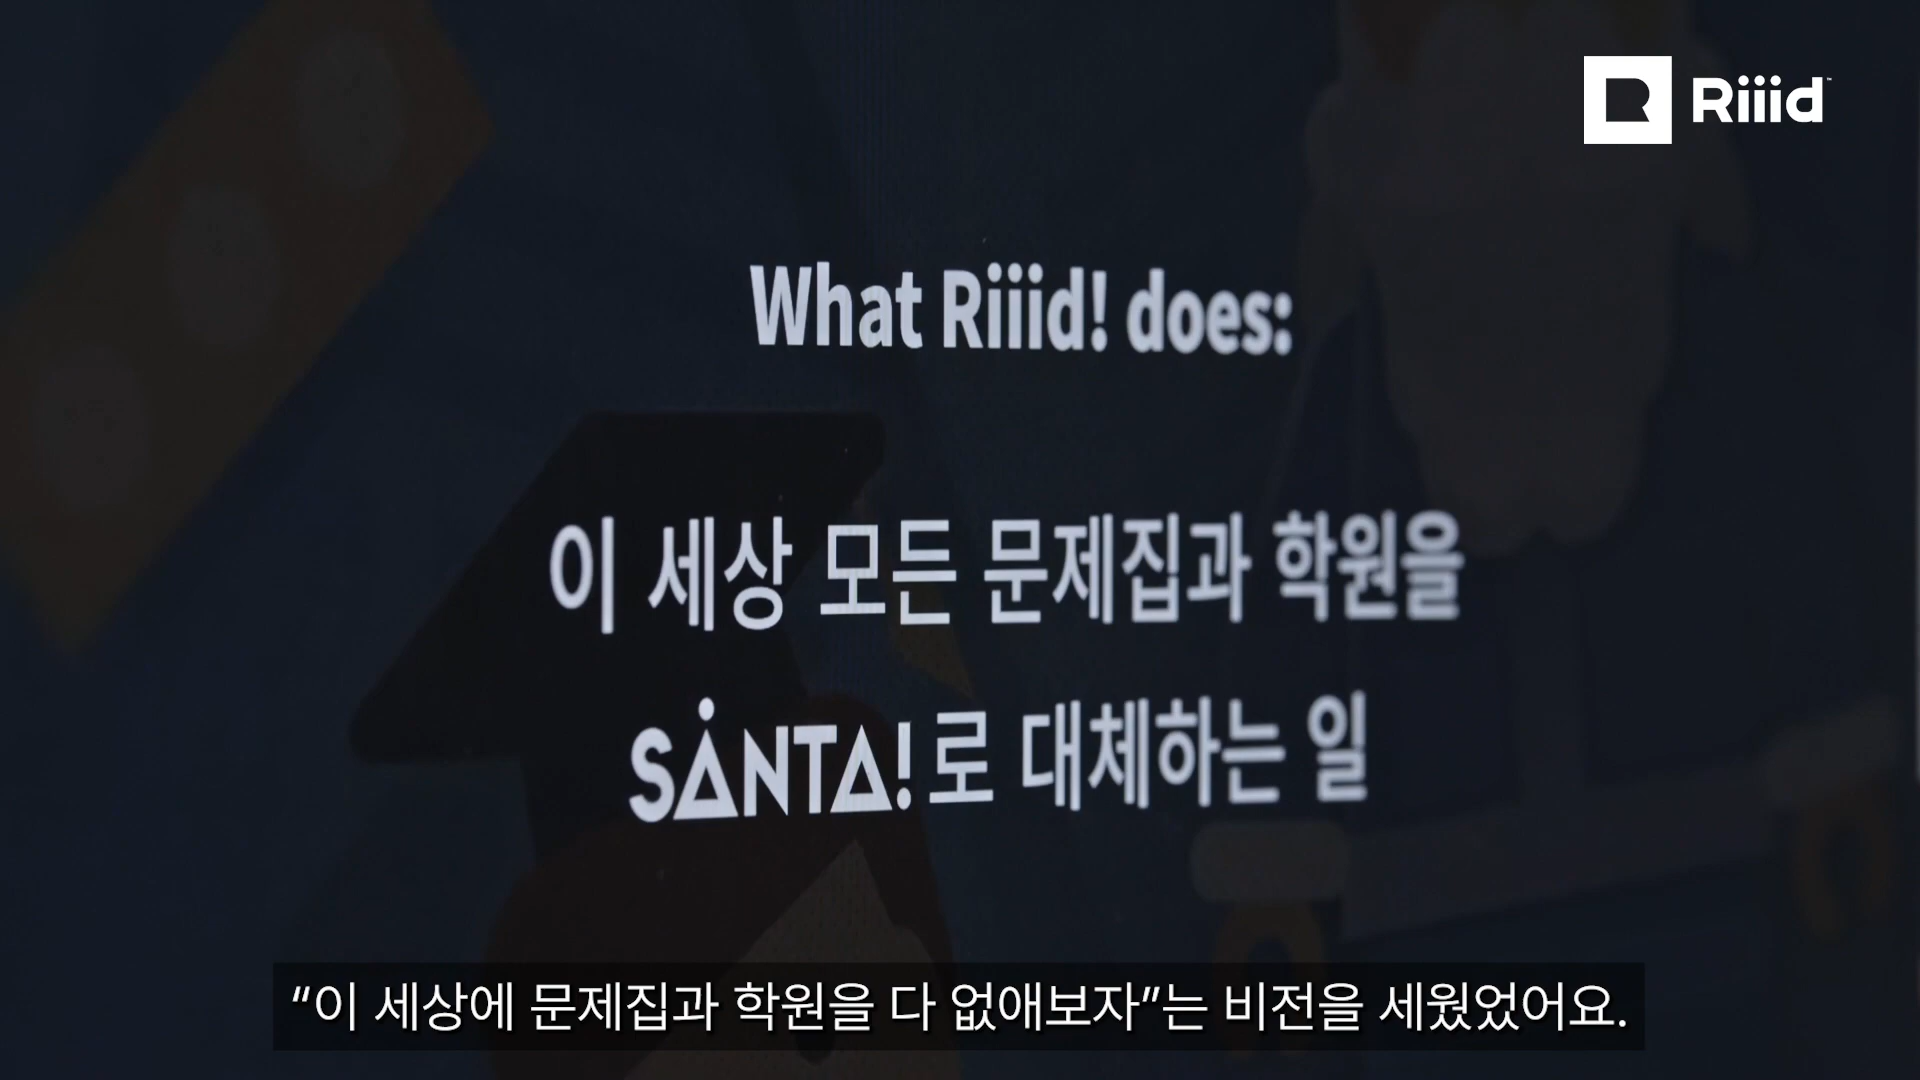 Riiid™
What Riiid! does:
이 세상 모든 문제집과 학원을
SANTA!로 대체하는 일
“이 세상에 문제집과 학원을 다 없애보자”는 비전을 세웠었어요.